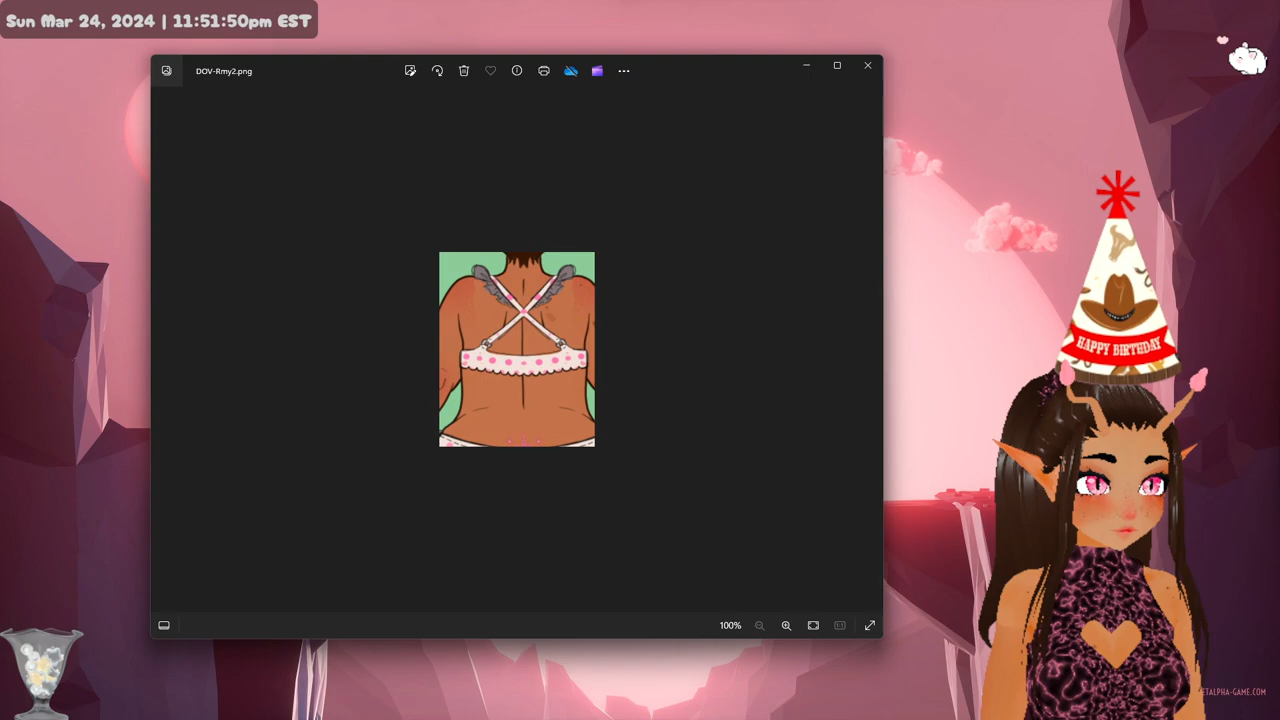 Sun Mar 24, 2024 | 11:51:50pm EST
DOV-Rmy2.png
HAPPY BIRTHDAY
100%
ETALPHA-GAME.COM